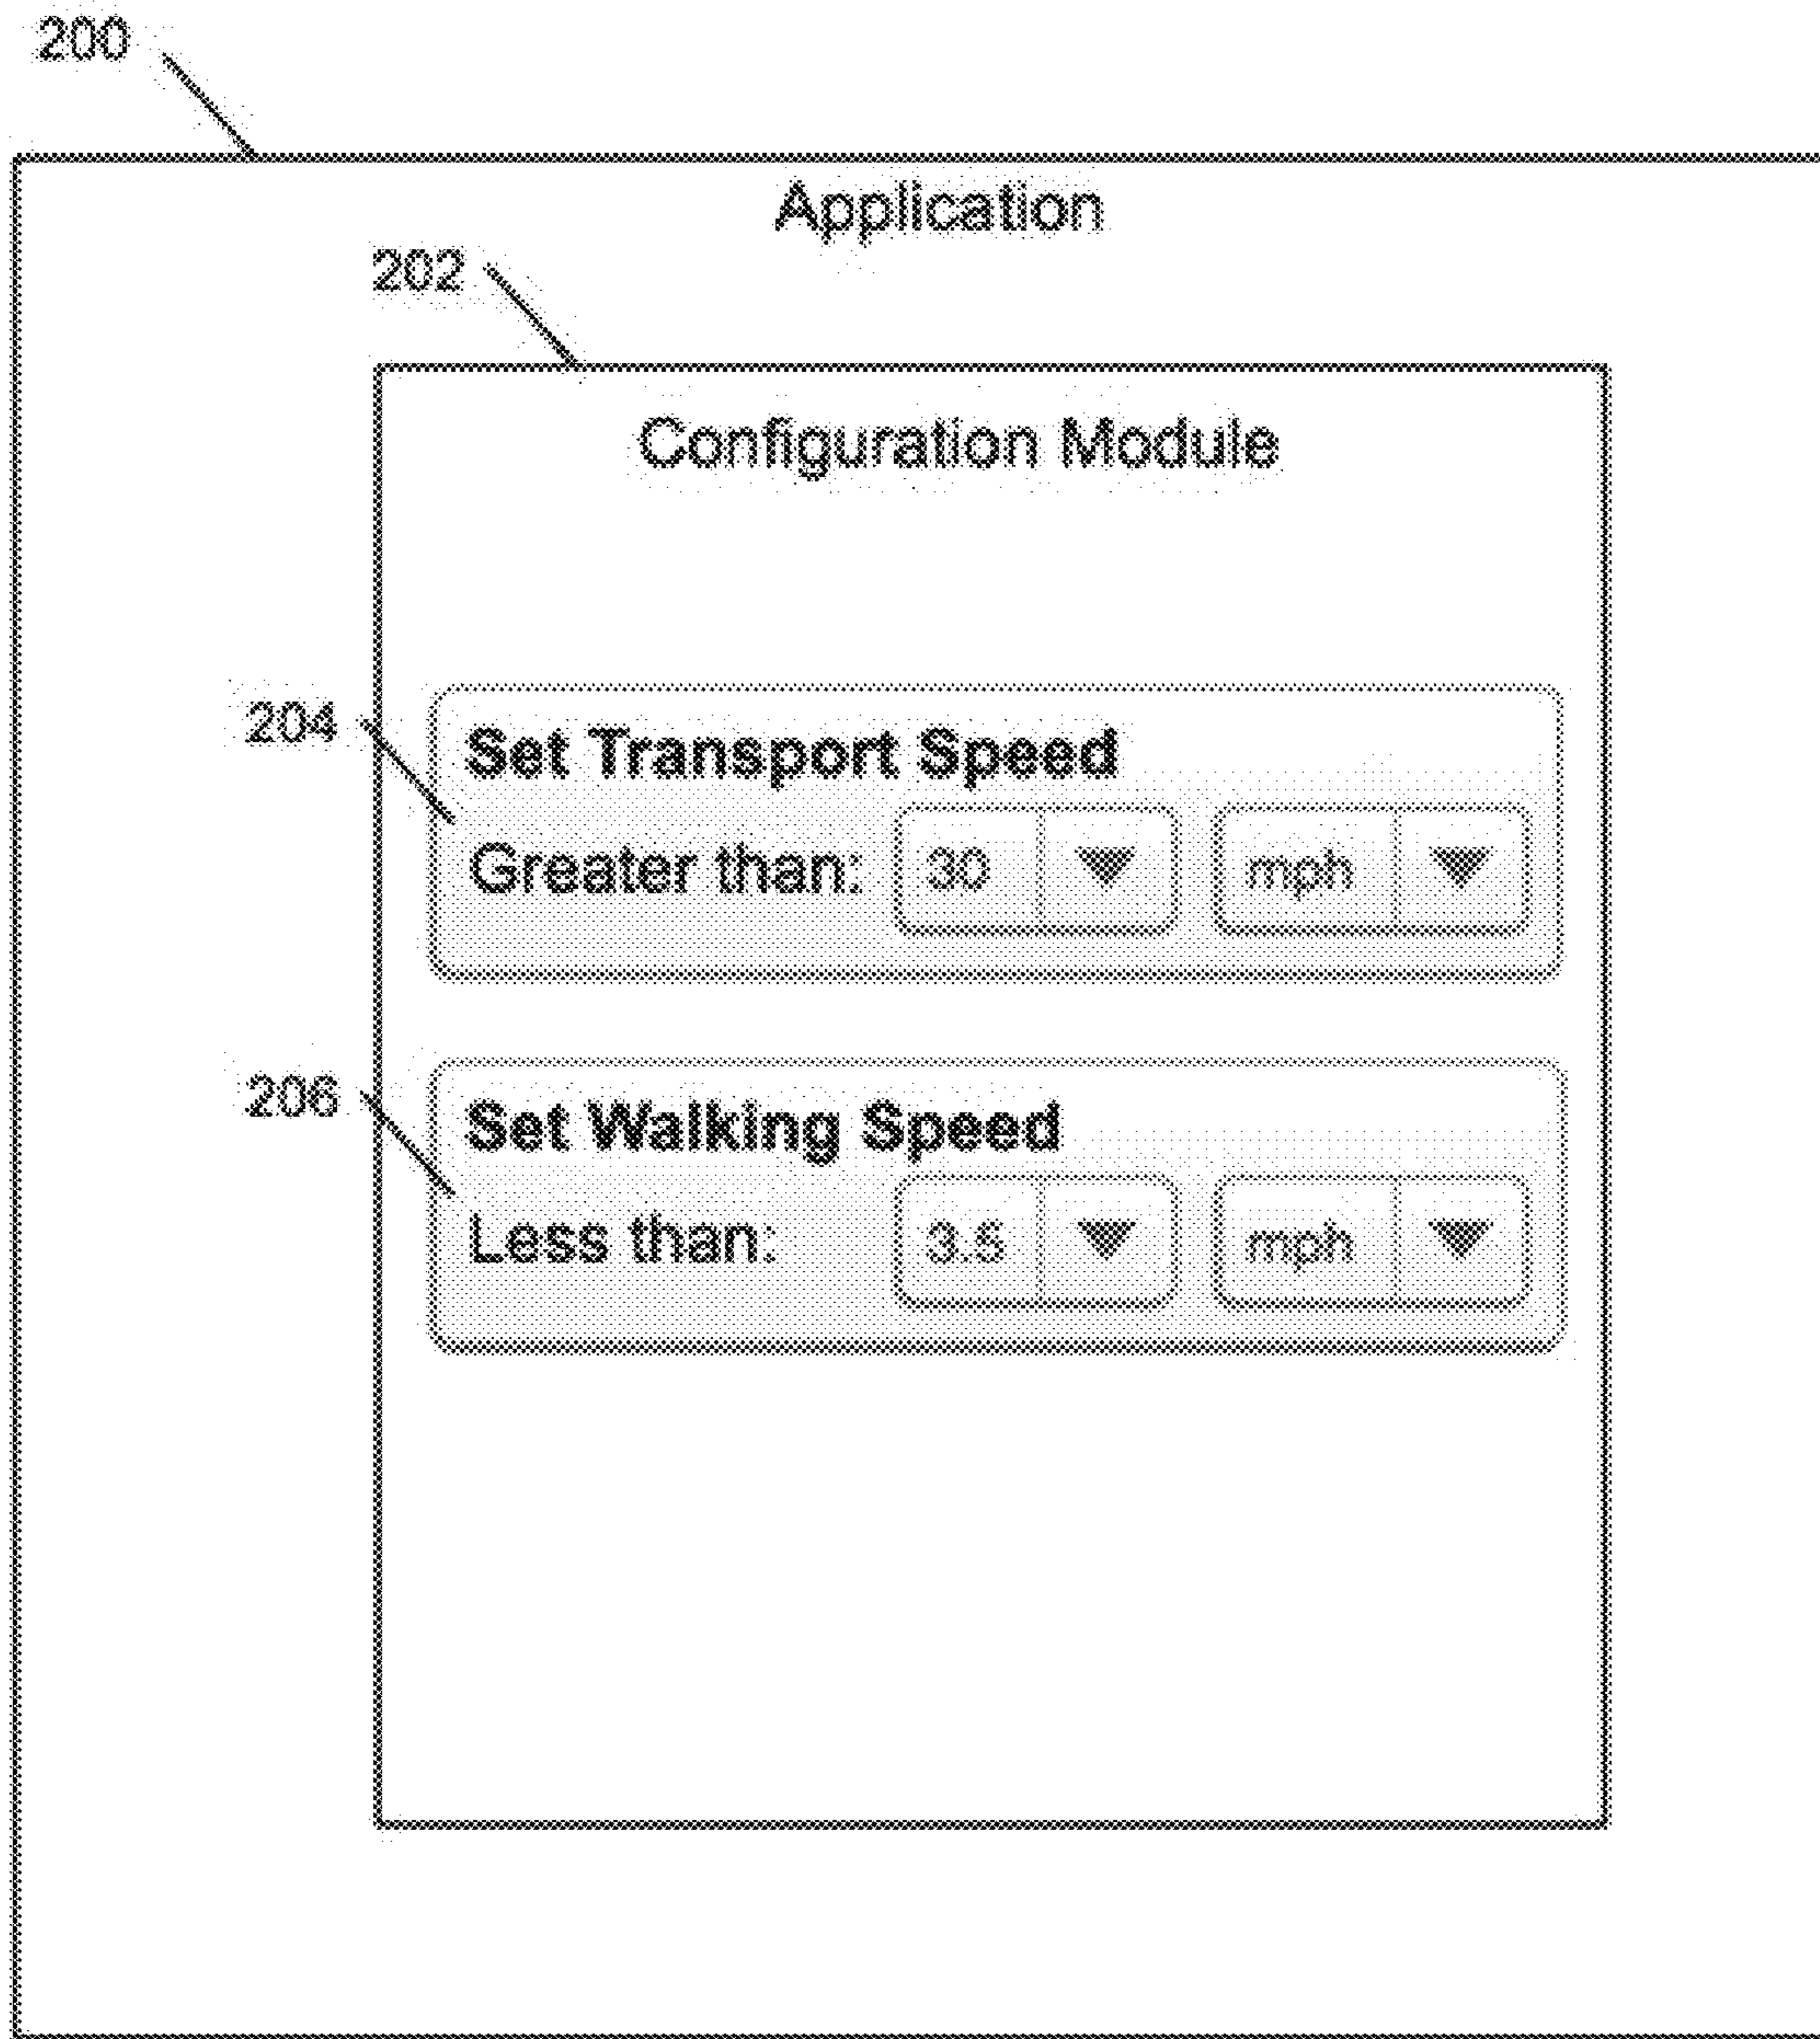 200
Application
202
Configuration Module
204
Set Transport Speed
Greater than: 30 mph
206
Set Walking Speed
Less than: 3.5 mph